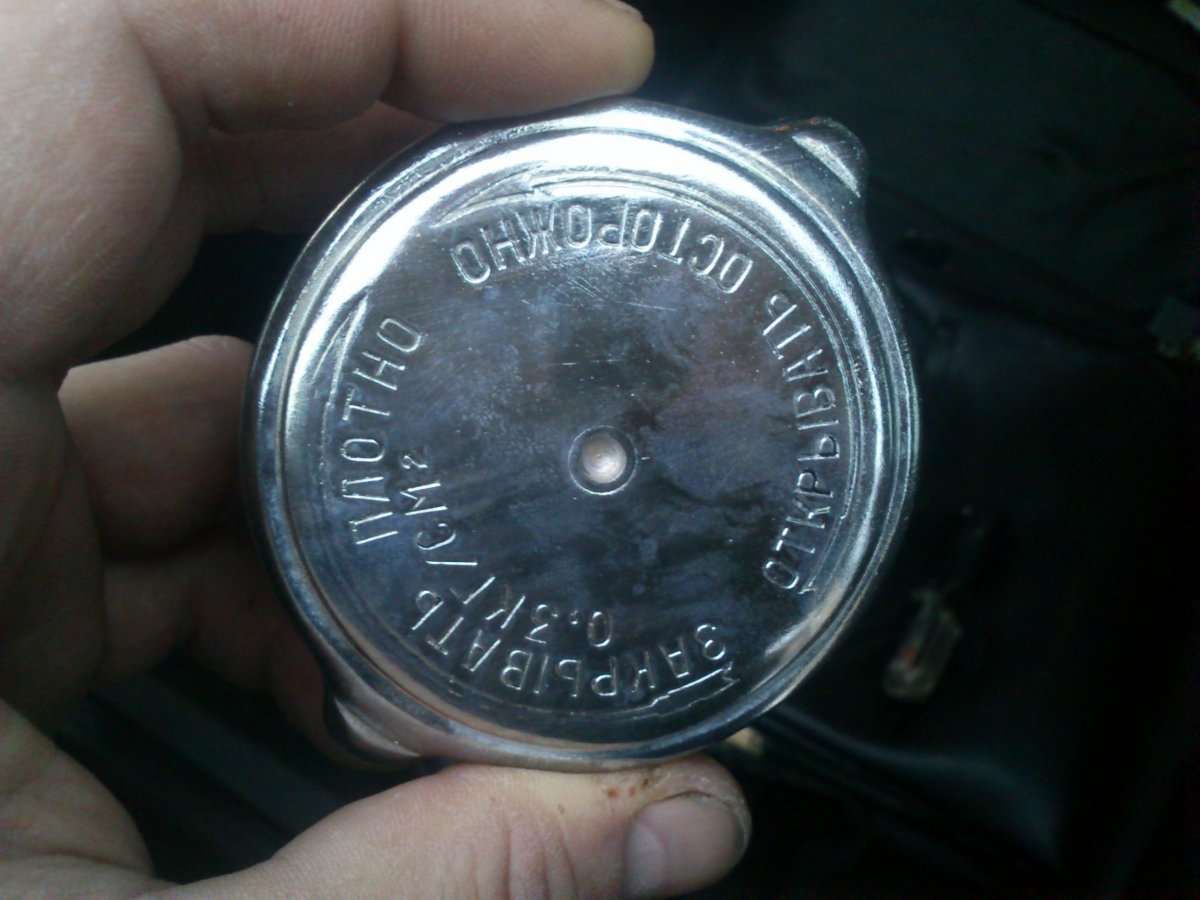 ОТКРЫВАТЬ ОСТОРОЖНО
ЗАКРЫВАТЬ ПЛОТНО
0,3КГ/СМ²